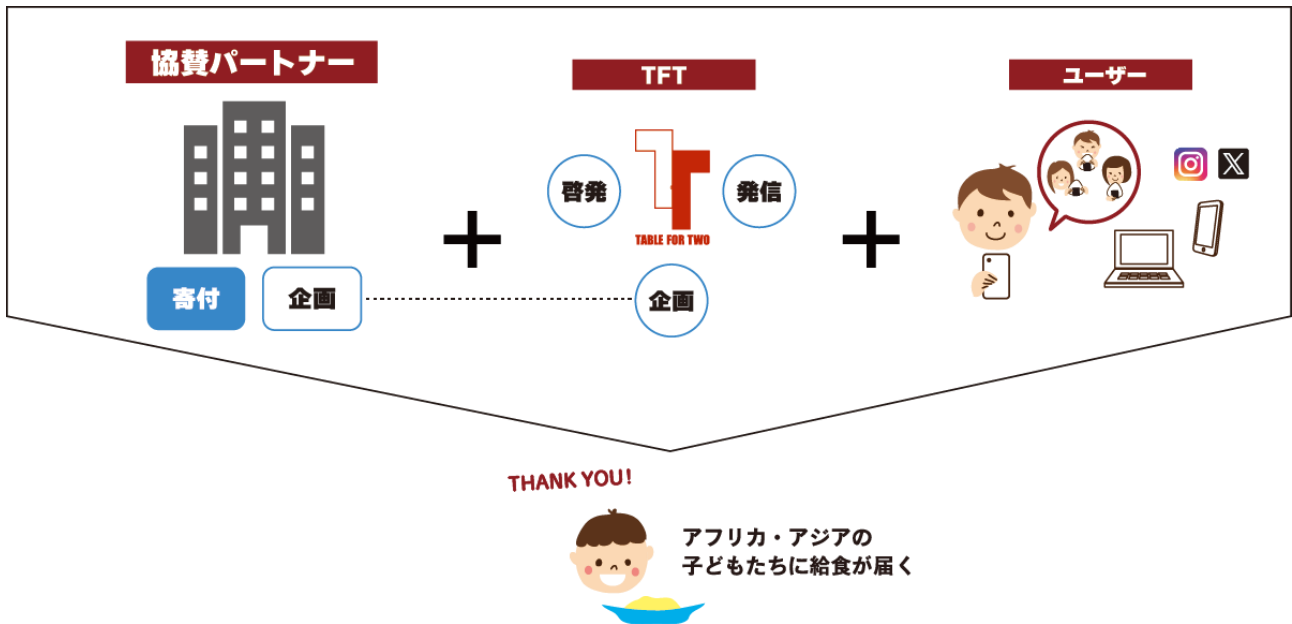 協賛パートナー
TFT
ユーザー
啓発
発信
TABLE FOR TWO
寄付
企画
企画
THANK YOU!
アフリカ・アジアの
子どもたちに給食が届く